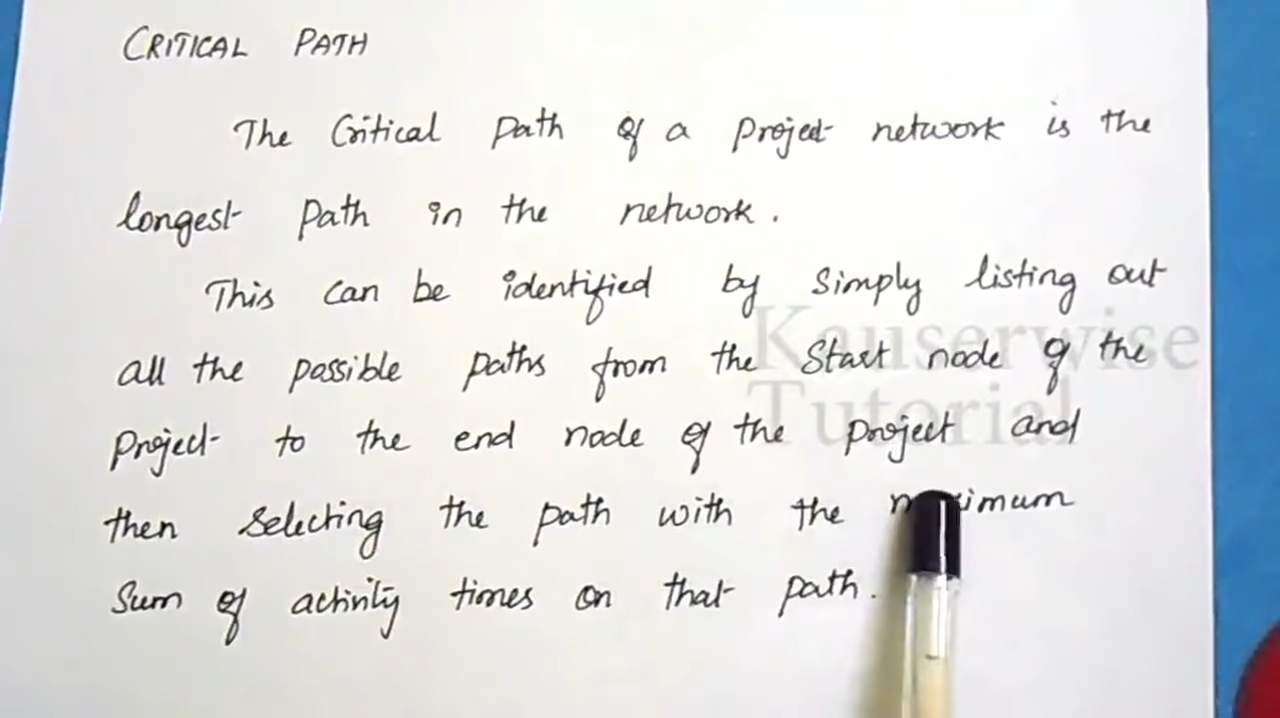 CRITICAL PATH
The Critical path of a project network is the
longest path in the network.
This can be identified by simply listing out
all the possible paths from the start node of the
project to the end node of the project and
then selecting the path with the
sum of activity times on that path.
Kauserwise
Tutorial